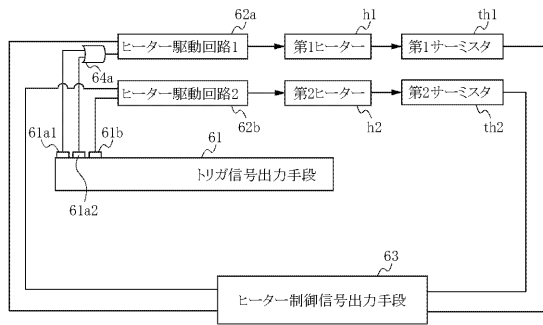 62a
h1
th1
ヒーター駆動回路1
第1ヒーター
第1サーミスタ
64a
ヒーター駆動回路2
第2ヒーター
第2サーミスタ
62b
h2
th2
61a1
61b
61
61a2
トリガ信号出力手段
63
ヒーター制御信号出力手段